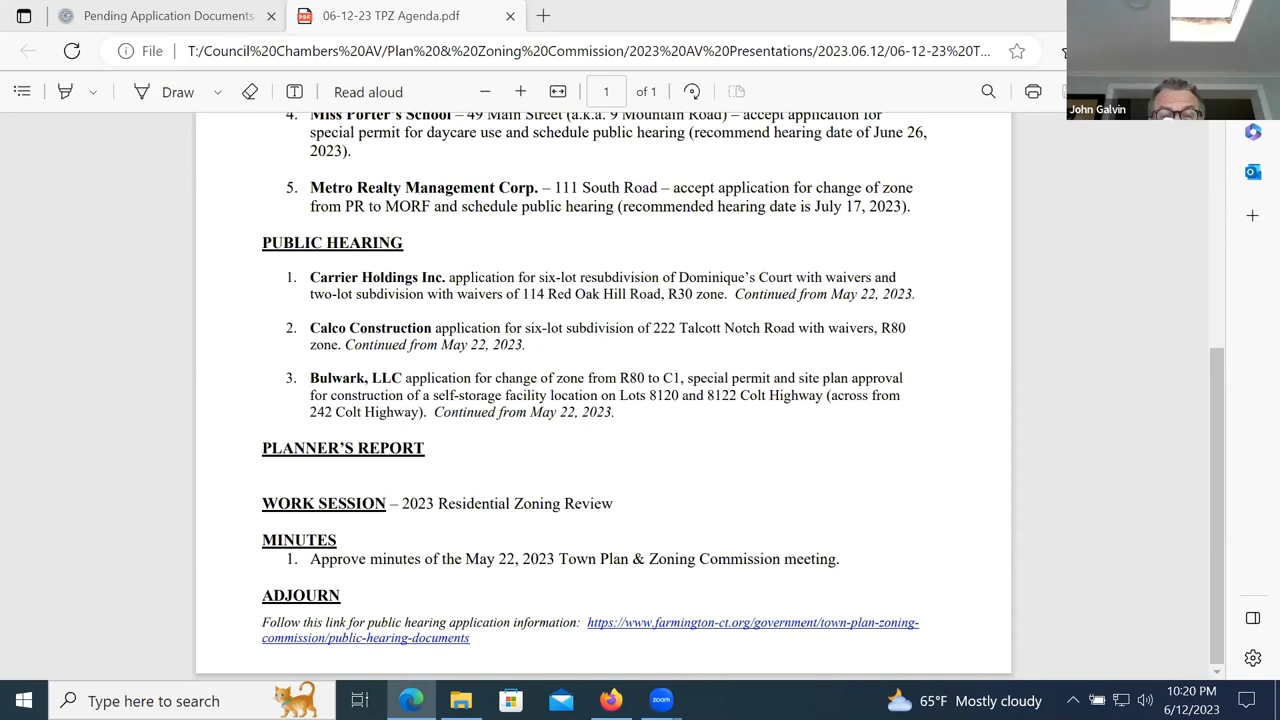 Pending Application Documents
06-12-23 TPZ Agenda.pdf
File
T:/Council%20Chambers%20AV/Plan%20&%20Zoning%20Commission/2023%20AV%20Presentations/2023.06.12/06-12-23%20T...
Draw
Read aloud
1
of 1
John Galvin
4. Miss Porter's School – 49 Main Street (a.k.a. 9 Mountain Road) – accept application for
special permit for daycare use and schedule public hearing (recommend hearing date of June 26,
2023).
5. Metro Realty Management Corp. – 111 South Road – accept application for change of zone
from PR to MORF and schedule public hearing (recommended hearing date is July 17, 2023).
PUBLIC HEARING
1. Carrier Holdings Inc. application for six-lot resubdivision of Dominique's Court with waivers and
two-lot subdivision with waivers of 114 Red Oak Hill Road, R30 zone. Continued from May 22, 2023.
2. Calco Construction application for six-lot subdivision of 222 Talcott Notch Road with waivers, R80
zone. Continued from May 22, 2023.
3. Bulwark, LLC application for change of zone from R80 to C1, special permit and site plan approval
for construction of a self-storage facility location on Lots 8120 and 8122 Colt Highway (across from
242 Colt Highway). Continued from May 22, 2023.
PLANNER'S REPORT
WORK SESSION – 2023 Residential Zoning Review
MINUTES
1. Approve minutes of the May 22, 2023 Town Plan & Zoning Commission meeting.
ADJOURN
Follow this link for public hearing application information: https://www.farmington-ct.org/government/town-plan-zoning-
commission/public-hearing-documents
Type here to search
zoom
65°F Mostly cloudy
10:20 PM
6/12/2023